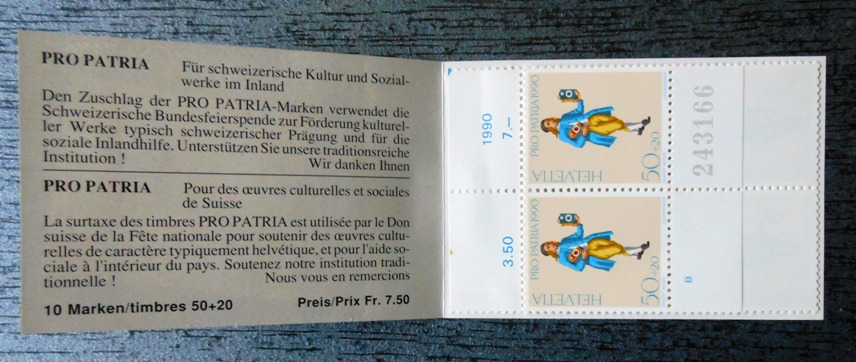 PRO PATRIA Für schweizerische Kultur und Sozial-
werke im Inland
Den Zuschlag der PRO PATRIA-Marken verwendet die
Schweizerische Bundesfeierspende zur Förderung kulturel-
ler Werke typisch schweizerischer Prägung und für die
soziale Inlandhilfe. Unterstützen Sie unsere traditionsreiche
Institution ! Wir danken Ihnen
PRO PATRIA Pour des œuvres culturelles et sociales
de Suisse
La surtaxe des timbres PRO PATRIA est utilisée par le Don
suisse de la Fête nationale pour soutenir des œuvres cultu-
relles de caractère typiquement helvétique, et pour l'aide so-
ciale à l'intérieur du pays. Soutenez notre institution tradi-
tionnelle ! Nous vous en remercions
10 Marken/timbres 50+20 Preis/Prix Fr. 7.50
1990
7.–
3.50
PRO PATRIA 1990
HELVETIA
50+20
PRO PATRIA 1990
HELVETIA
50+20
243166
B